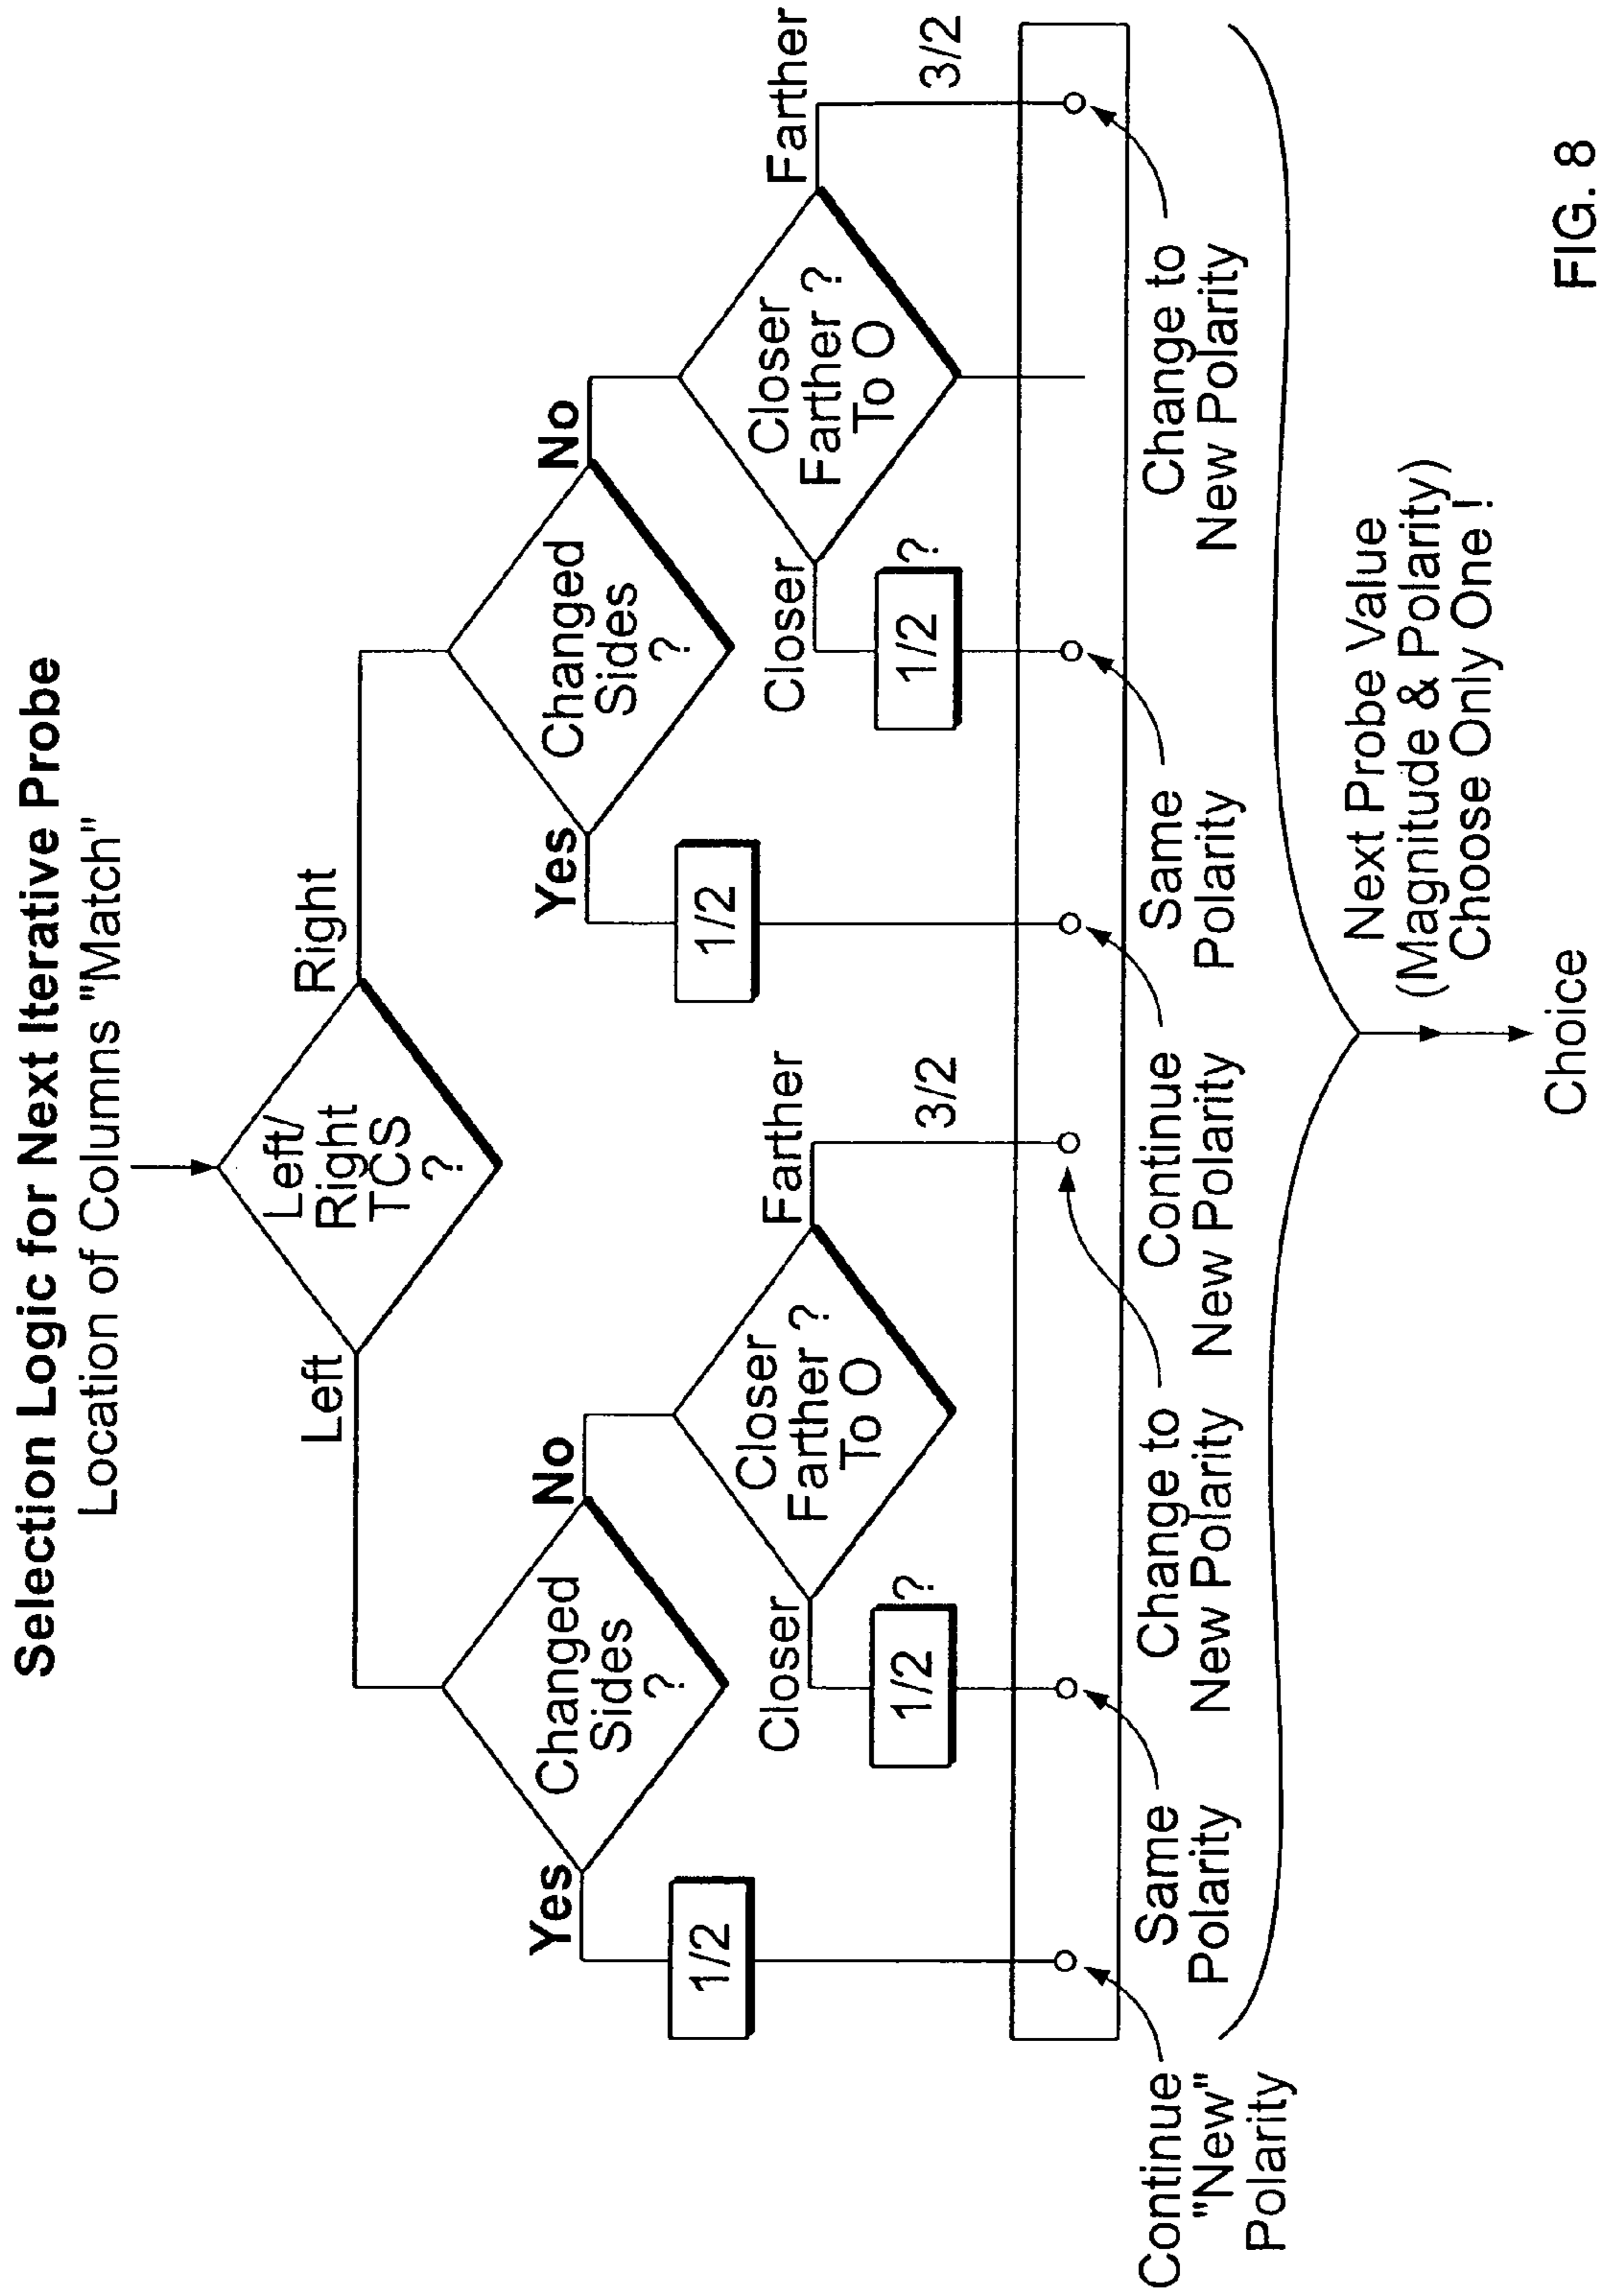 Selection Logic for Next Iterative Probe
Location of Columns "Match"
Left/
Right
TCS
?
Left
Right
Changed
Sides
?
Yes
No
Changed
Sides
?
Yes
No
1/2
Closer
Farther ?
To O
Closer
Farther
1/2 ?
3/2
1/2
Closer
Farther ?
To O
Closer
Farther
1/2 ?
3/2
Continue
"New"
Polarity
Same
Polarity
Change to
New Polarity
Continue
New Polarity
Same
Polarity
Change to
New Polarity
Next Probe Value
(Magnitude & Polarity)
Choose Only One !
Choice
FIG. 8